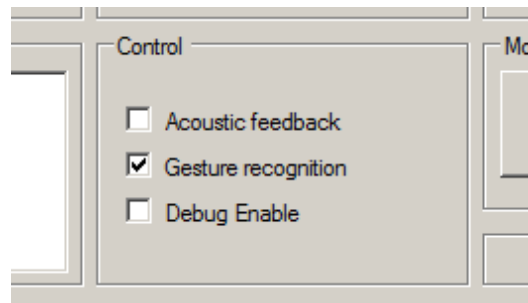 Control
Acoustic feedback
Gesture recognition
Debug Enable